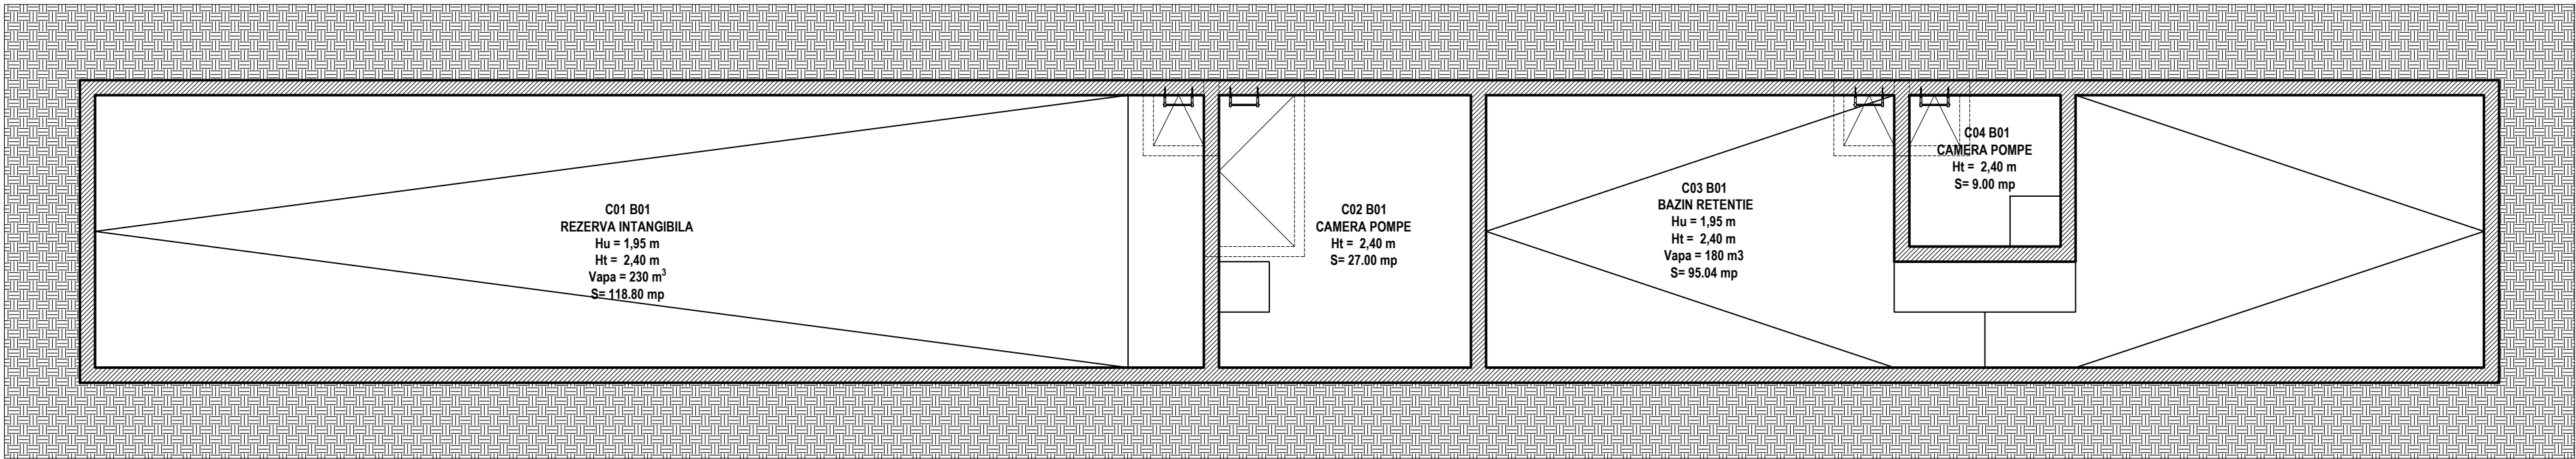 C01 B01
REZERVA INTANGIBILA
Hu = 1,95 m
Ht = 2,40 m
Vapa = 230 m³
S= 118.80 mp
C02 B01
CAMERA POMPE
Ht = 2,40 m
S= 27.00 mp
C03 B01
BAZIN RETENTIE
Hu = 1,95 m
Ht = 2,40 m
Vapa = 180 m3
S= 95.04 mp
C04 B01
CAMERA POMPE
Ht = 2,40 m
S= 9.00 mp